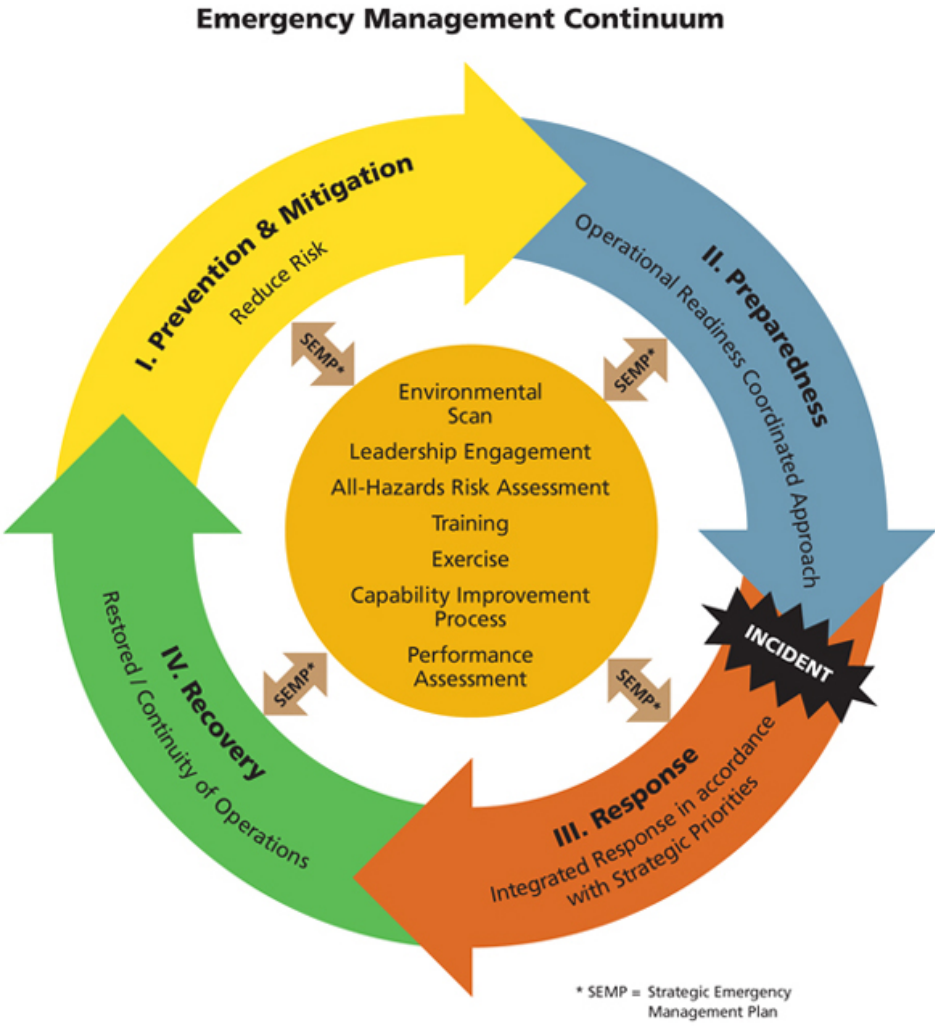 Emergency Management Continuum
I. Prevention & Mitigation
Reduce Risk
II. Preparedness
Operational Readiness Coordinated Approach
SEMP*
SEMP*
Environmental
Scan
Leadership Engagement
All-Hazards Risk Assessment
Training
Exercise
Capability Improvement
Process
Performance
Assessment
INCIDENT
SEMP*
SEMP*
III. Response
Integrated Response in accordance
with Strategic Priorities
IV. Recovery
Restored / Continuity of Operations
* SEMP = Strategic Emergency
Management Plan